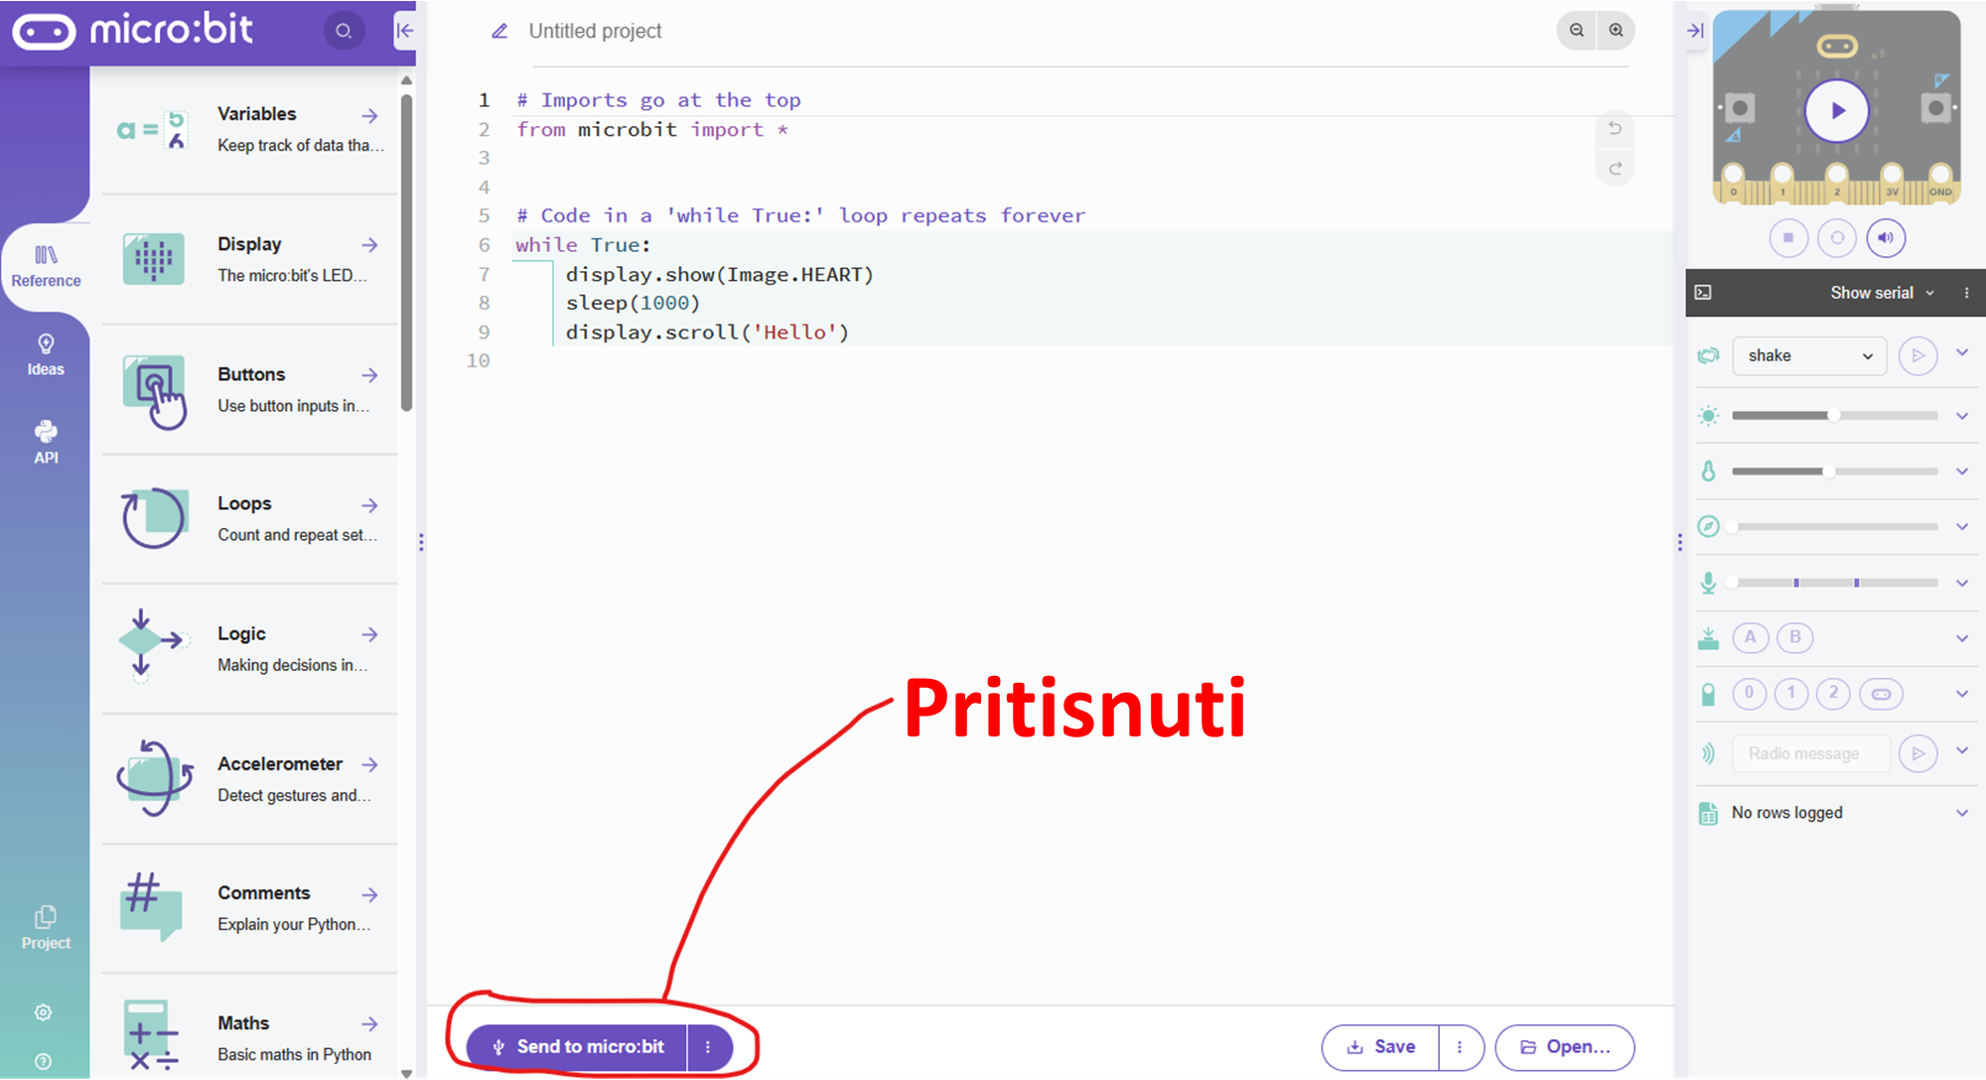 micro:bit
Reference
Ideas
API
Project
Variables
Keep track of data tha...
Display
The micro:bit's LED...
Buttons
Use button inputs in...
Loops
Count and repeat set...
Logic
Making decisions in...
Accelerometer
Detect gestures and...
Comments
Explain your Python...
Maths
Basic maths in Python
Untitled project
1 # Imports go at the top
2 from microbit import *
3
4
5 # Code in a 'while True:' loop repeats forever
6 while True:
7 display.show(Image.HEART)
8 sleep(1000)
9 display.scroll('Hello')
10
Pritisnuti
Send to micro:bit
Save
Open...
A
B
0 1 2 3V GND
Show serial
shake
A B
0 1 2
Radio message
No rows logged